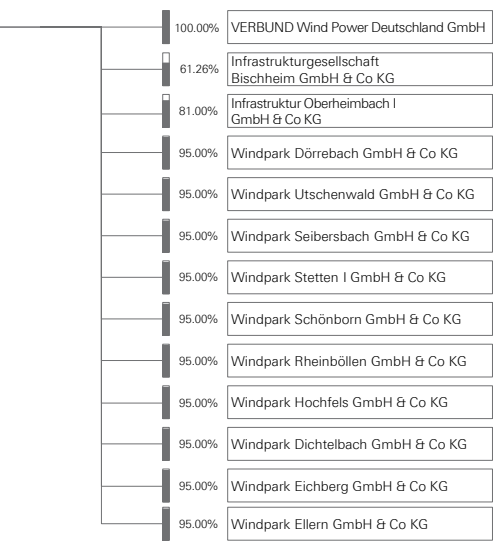 100.00% VERBUND Wind Power Deutschland GmbH
61.26% Infrastrukturgesellschaft
Bischheim GmbH & Co KG
81.00% Infrastruktur Oberheimbach I
GmbH & Co KG
95.00% Windpark Dörrebach GmbH & Co KG
95.00% Windpark Utschenwald GmbH & Co KG
95.00% Windpark Seibersbach GmbH & Co KG
95.00% Windpark Stetten I GmbH & Co KG
95.00% Windpark Schönborn GmbH & Co KG
95.00% Windpark Rheinböllen GmbH & Co KG
95.00% Windpark Hochfels GmbH & Co KG
95.00% Windpark Dichtelbach GmbH & Co KG
95.00% Windpark Eichberg GmbH & Co KG
95.00% Windpark Ellern GmbH & Co KG